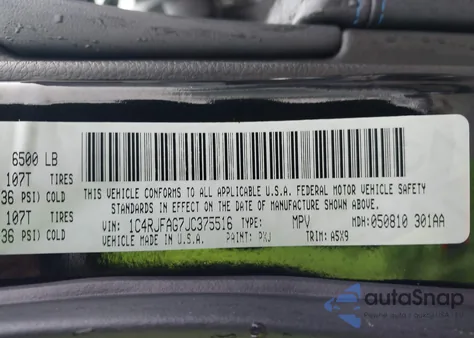 6500 LB
107T TIRES
36 PSI) COLD
107T TIRES
36 PSI) COLD
THIS VEHICLE CONFORMS TO ALL APPLICABLE U.S.A. FEDERAL MOTOR VEHICLE SAFETY
STANDARDS IN EFFECT ON THE DATE OF MANUFACTURE SHOWN ABOVE.
VIN: 1C4RJFAG7JC375516 TYPE: MPV MDH: 050810 301AA
VEHICLE MADE IN U.S.A. PAINT: PXJ TRIM: A5X9
autoSnap